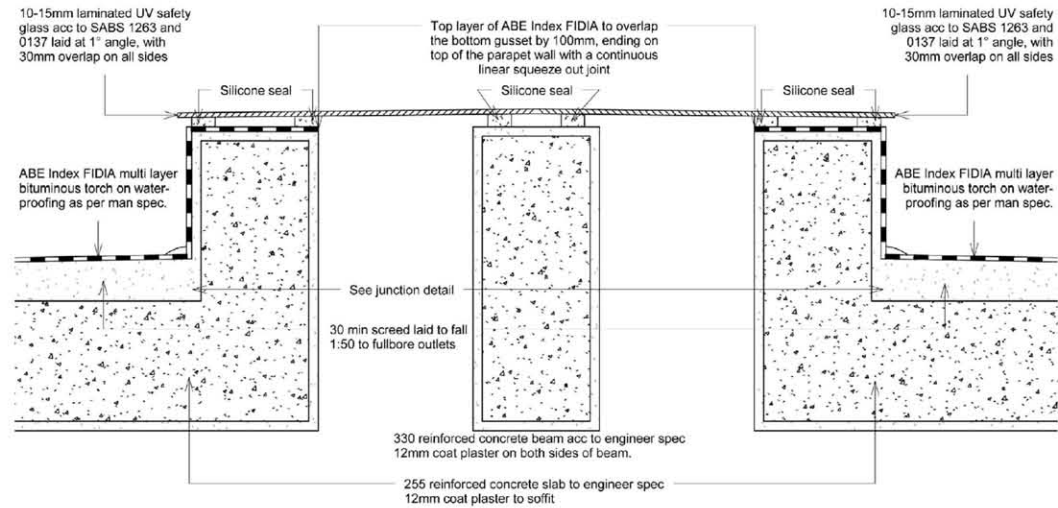 10-15mm laminated UV safety
glass acc to SABS 1263 and
0137 laid at 1° angle, with
30mm overlap on all sides
Top layer of ABE Index FIDIA to overlap
the bottom gusset by 100mm, ending on
top of the parapet wall with a continuous
linear squeeze out joint
10-15mm laminated UV safety
glass acc to SABS 1263 and
0137 laid at 1° angle, with
30mm overlap on all sides
Silicone seal
Silicone seal
Silicone seal
ABE Index FIDIA multi layer
bituminous torch on water-
proofing as per man spec.
ABE Index FIDIA multi layer
bituminous torch on water-
proofing as per man spec.
See junction detail
30 min screed laid to fall
1:50 to fullbore outlets
330 reinforced concrete beam acc to engineer spec
12mm coat plaster on both sides of beam.
255 reinforced concrete slab to engineer spec
12mm coat plaster to soffit